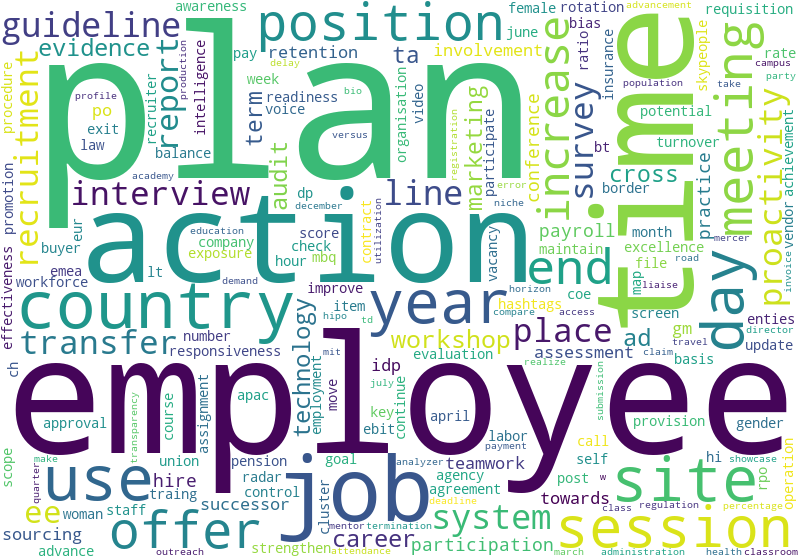 awareness
female
rotation
advancement
guideline
position
june
bias
requisition
evidence
pay
retention
ta
involvement
ratio
insurance
skypeople
rate
campus
procedure
recruitment
report
recruiter
production
intelligence
week
plan
readiness
voice
term
organisation
video
marketing
participate
conference
increase
survey
time
population
take
party
meeting
potential
turnover
proactivity
vendor
achievement
profile
bio
delay
versus
registration
po
exit
law
balance
audit
academy
error
bt
cross
border
practice
promotion
interview
dp
december
line
niche
buyer
eur
education
company
exposure
action
score
check
hour
mbq
contract
utilization
vacancy
end
payroll
maintain
month
excellence
file
map
road
mercer
liaise
invoice
day
emea
workforce
effectiveness
country
demand
lt
improve
year
horizon
compare
access
hashtags
coe
screen
gm
enties
director
transfer
number
responsiveness
technology
item
hipo
td
workshop
place
ad
travel
update
ch
mit
evaluation
assessment
claim
basis
employee
apac
employment
move
idp
july
continue
realize
submission
approval
course
assignment
key
april
ebit
labor
provision
gender
transparency
scope
union
goal
analyzer
teamwork
call
self
hi
showcase
make
quarter
use
pension
radar
job
payment
agency
post
w
site
rpo
operation
hire
traing
control
cluster
agreement
towards
percentage
ee
woman
staff
successor
mentor
termination
deadline
class
regulation
sourcing
offer
career
system
session
advance
outreach
strengthen
attendance
participation
march
administration
health
classroom